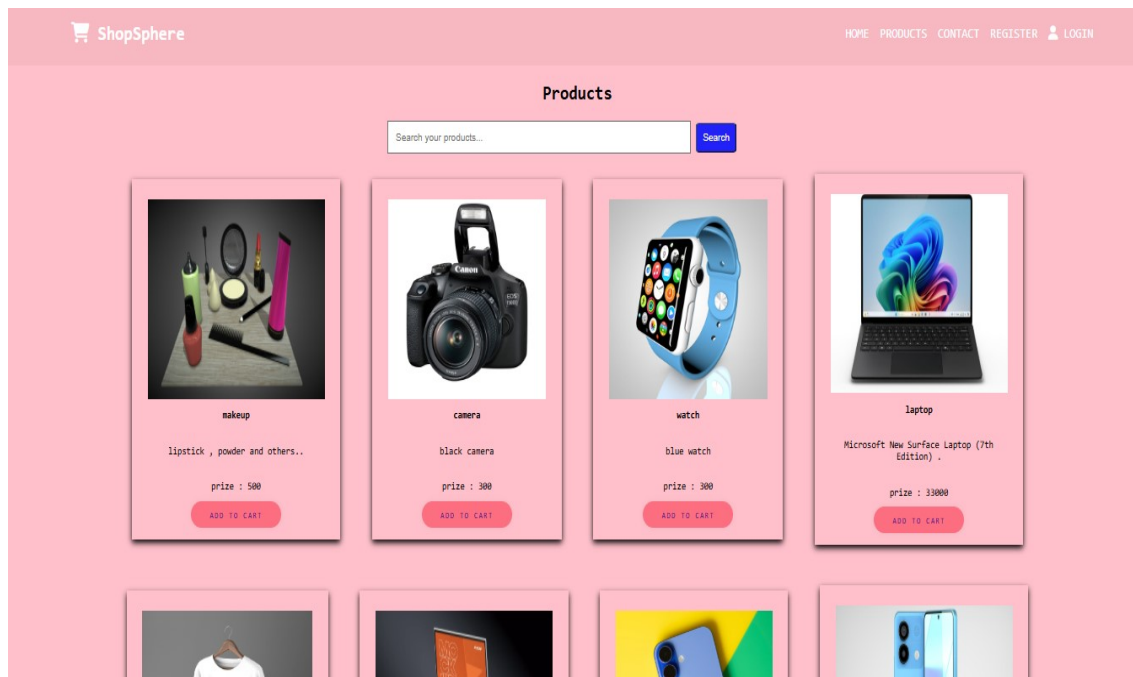 ShopSphere
HOME PRODUCTS CONTACT REGISTER LOGIN
Products
Search your products... Search
Canon
EOS
makeup
lipstick , powder and others..
prize : 500
ADD TO CART
camera
black camera
prize : 300
ADD TO CART
watch
blue watch
prize : 300
ADD TO CART
laptop
Microsoft New Surface Laptop (7th
Edition) .
prize : 33000
ADD TO CART